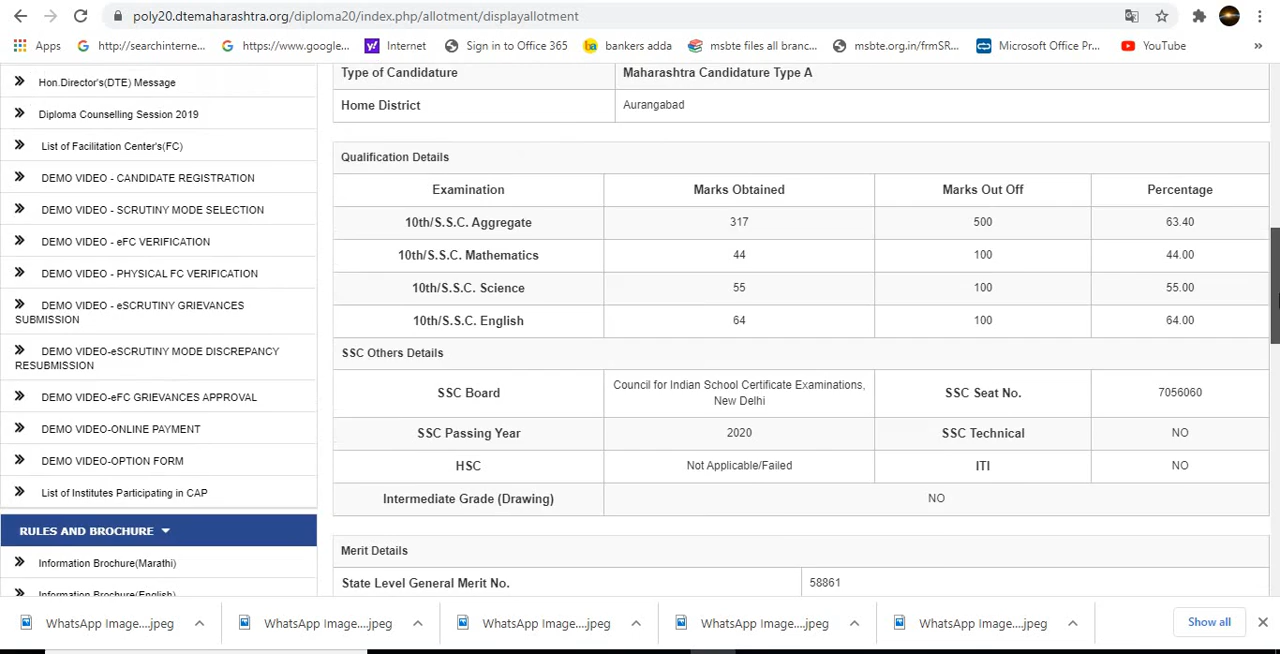 poly20.dtemaharashtra.org/diploma20/index.php/allotment/displayallotment
Apps http://searchinterne... https://www.google... Internet Sign in to Office 365 bankers adda msbte files all branc... msbte.org.in/frmSR... Microsoft Office Pr... YouTube »
Hon.Director's(DTE) Message
Diploma Counselling Session 2019
List of Facilitation Center's(FC)
DEMO VIDEO - CANDIDATE REGISTRATION
DEMO VIDEO - SCRUTINY MODE SELECTION
DEMO VIDEO - eFC VERIFICATION
DEMO VIDEO - PHYSICAL FC VERIFICATION
DEMO VIDEO - eSCRUTINY GRIEVANCES
SUBMISSION
DEMO VIDEO-eSCRUTINY MODE DISCREPANCY
RESUBMISSION
DEMO VIDEO-eFC GRIEVANCES APPROVAL
DEMO VIDEO-ONLINE PAYMENT
DEMO VIDEO-OPTION FORM
List of Institutes Participating in CAP
RULES AND BROCHURE
Information Brochure(Marathi)
Information Brochure(English)
Type of Candidature Maharashtra Candidature Type A
Home District Aurangabad
Qualification Details
Examination Marks Obtained Marks Out Off Percentage
10th/S.S.C. Aggregate 317 500 63.40
10th/S.S.C. Mathematics 44 100 44.00
10th/S.S.C. Science 55 100 55.00
10th/S.S.C. English 64 100 64.00
SSC Others Details
SSC Board Council for Indian School Certificate Examinations, New Delhi SSC Seat No. 7056060
SSC Passing Year 2020 SSC Technical NO
HSC Not Applicable/Failed ITI NO
Intermediate Grade (Drawing) NO
Merit Details
State Level General Merit No. 58861
WhatsApp Image....jpeg WhatsApp Image....jpeg WhatsApp Image....jpeg WhatsApp Image....jpeg WhatsApp Image....jpeg Show all